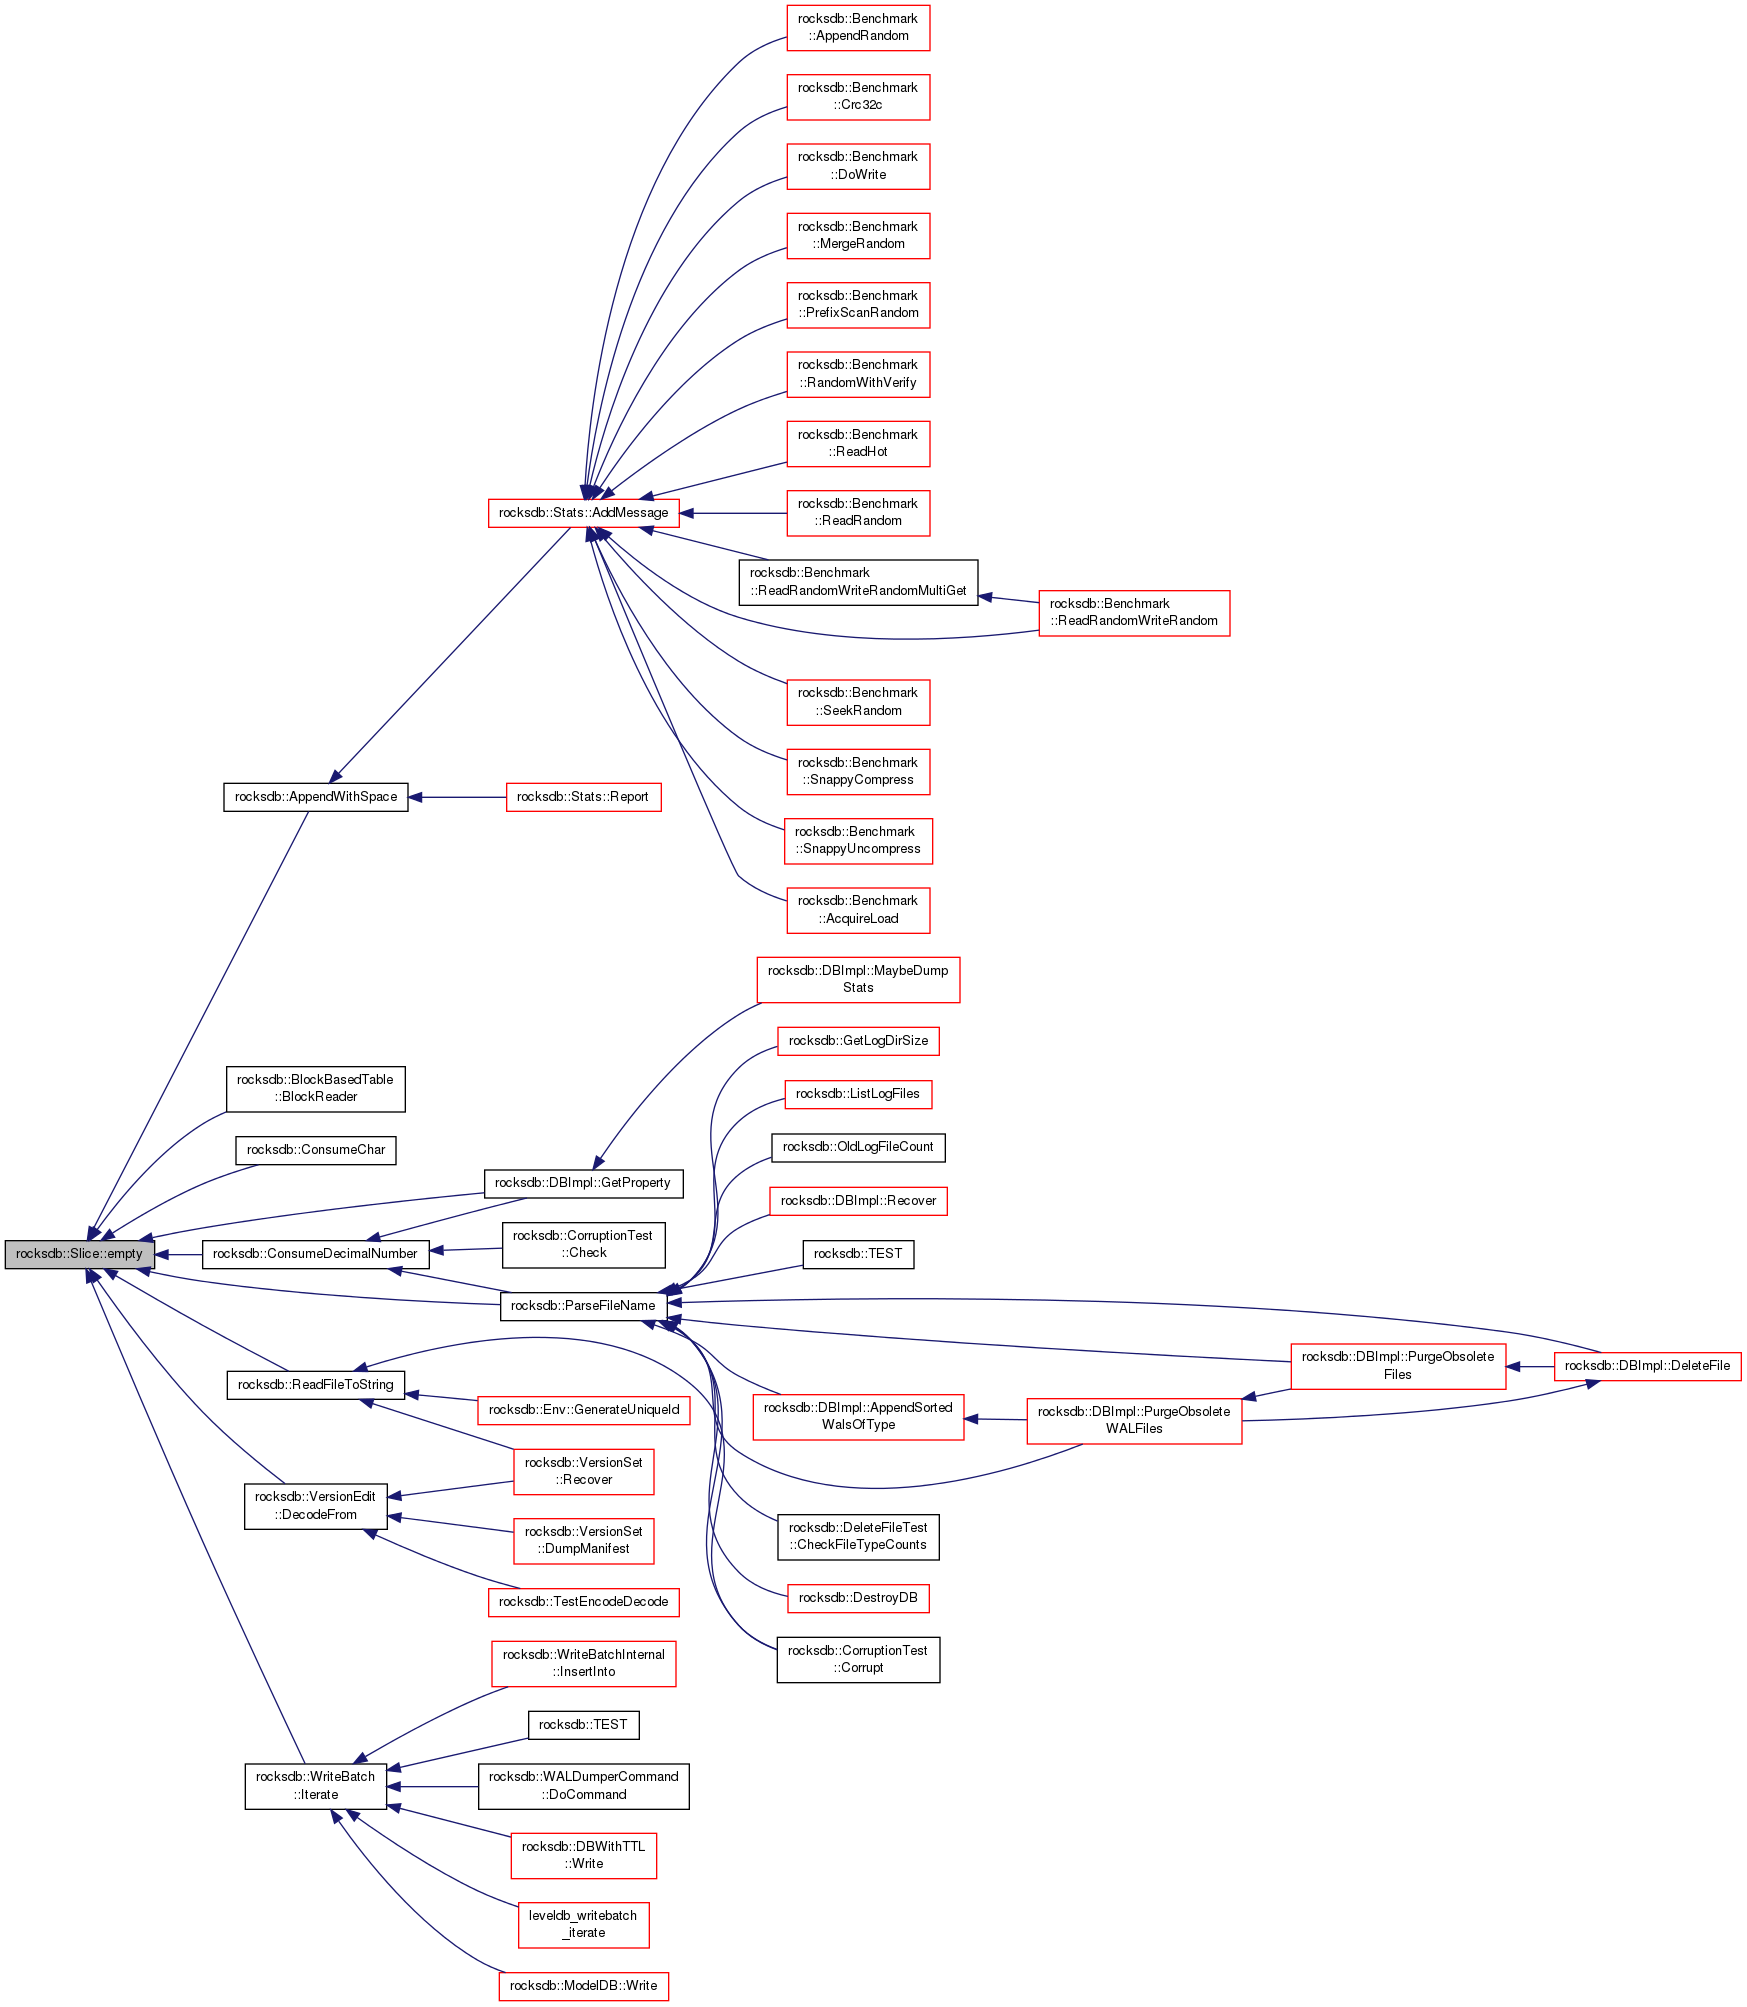 rocksdb::Benchmark
::AppendRandom
rocksdb::Benchmark
::Crc32c
rocksdb::Benchmark
::DoWrite
rocksdb::Benchmark
::MergeRandom
rocksdb::Benchmark
::PrefixScanRandom
rocksdb::Benchmark
::RandomWithVerify
rocksdb::Benchmark
::ReadHot
rocksdb::Stats::AddMessage
rocksdb::Benchmark
::ReadRandom
rocksdb::Benchmark
::ReadRandomWriteRandomMultiGet
rocksdb::Benchmark
::ReadRandomWriteRandom
rocksdb::Benchmark
::SeekRandom
rocksdb::Benchmark
::SnappyCompress
rocksdb::AppendWithSpace
rocksdb::Stats::Report
rocksdb::Benchmark
::SnappyUncompress
rocksdb::Benchmark
::AcquireLoad
rocksdb::DBImpl::MaybeDump
Stats
rocksdb::GetLogDirSize
rocksdb::BlockBasedTable
::BlockReader
rocksdb::ListLogFiles
rocksdb::ConsumeChar
rocksdb::OldLogFileCount
rocksdb::DBImpl::GetProperty
rocksdb::DBImpl::Recover
rocksdb::Slice::empty
rocksdb::ConsumeDecimalNumber
rocksdb::CorruptionTest
::Check
rocksdb::TEST
rocksdb::ParseFileName
rocksdb::DBImpl::PurgeObsolete
Files
rocksdb::DBImpl::DeleteFile
rocksdb::ReadFileToString
rocksdb::Env::GenerateUniqueId
rocksdb::DBImpl::AppendSorted
WalsOfType
rocksdb::DBImpl::PurgeObsolete
WALFiles
rocksdb::VersionSet
::Recover
rocksdb::VersionEdit
::DecodeFrom
rocksdb::VersionSet
::DumpManifest
rocksdb::DeleteFileTest
::CheckFileTypeCounts
rocksdb::TestEncodeDecode
rocksdb::DestroyDB
rocksdb::WriteBatchInternal
::InsertInto
rocksdb::CorruptionTest
::Corrupt
rocksdb::TEST
rocksdb::WriteBatch
::Iterate
rocksdb::WALDumperCommand
::DoCommand
rocksdb::DBWithTTL
::Write
leveldb_writebatch
_iterate
rocksdb::ModelDB::Write